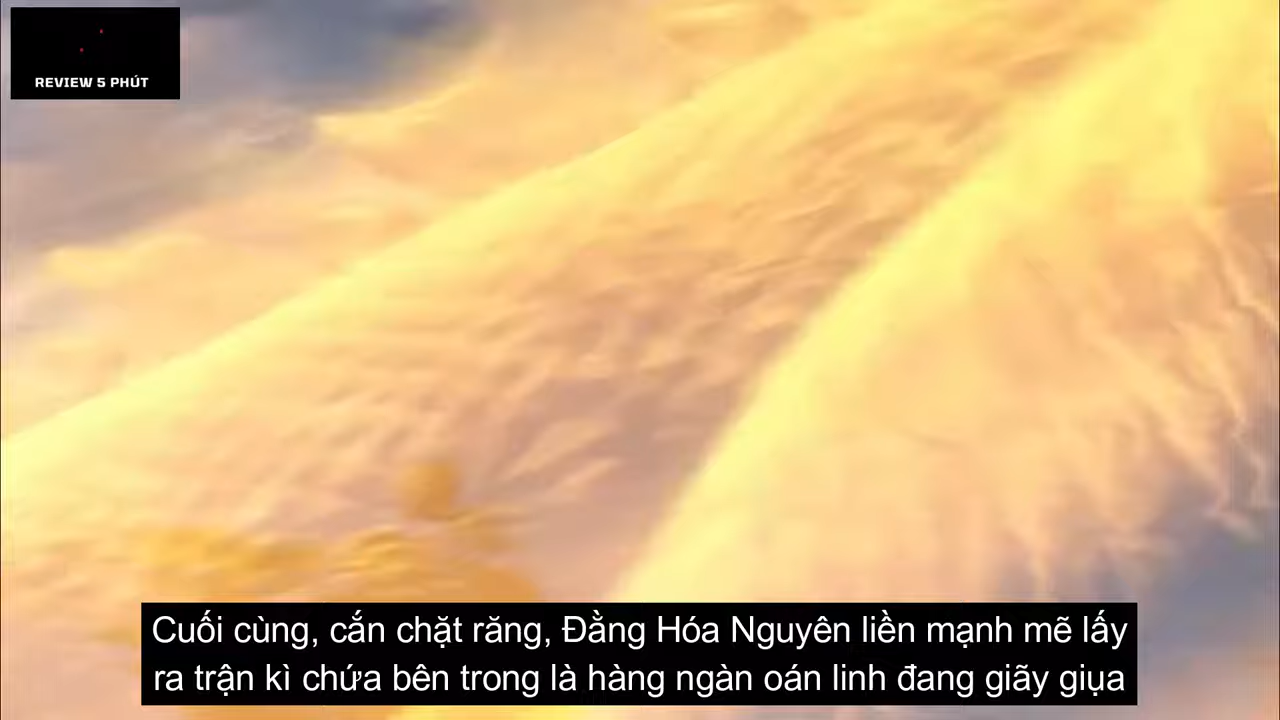 REVIEW 5 PHÚT
Cuối cùng, cắn chặt răng, Đằng Hóa Nguyên liền mạnh mẽ lấy
ra trận kì chứa bên trong là hàng ngàn oán linh đang giãy giụa